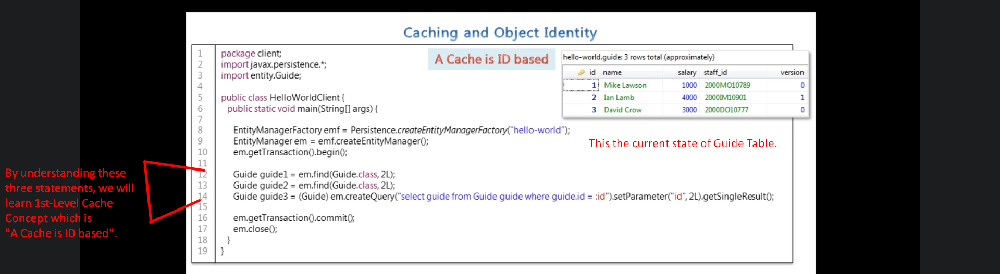 Caching and Object Identity
A Cache is ID based
hello-world.guide: 3 rows total (approximately)
id name salary staff_id version
1 Mike Lawson 1000 2000MO10789 0
2 Ian Lamb 4000 2000IM10901 1
3 David Crow 3000 2000DO10777 0
This the current state of Guide Table.
1 package client;
2 import javax.persistence.*;
3 import entity.Guide;
4
5 public class HelloWorldClient {
6 public static void main(String[] args) {
7
8 EntityManagerFactory emf = Persistence.createEntityManagerFactory("hello-world");
9 EntityManager em = emf.createEntityManager();
10 em.getTransaction().begin();
11
12 Guide guide1 = em.find(Guide.class, 2L);
13 Guide guide2 = em.find(Guide.class, 2L);
14 Guide guide3 = (Guide) em.createQuery("select guide from Guide guide where guide.id = :id").setParameter("id", 2L).getSingleResult();
15
16 em.getTransaction().commit();
17 em.close();
18 }
19 }
By understanding these
three statements, we will
learn 1st-Level Cache
Concept which is
"A Cache is ID based".